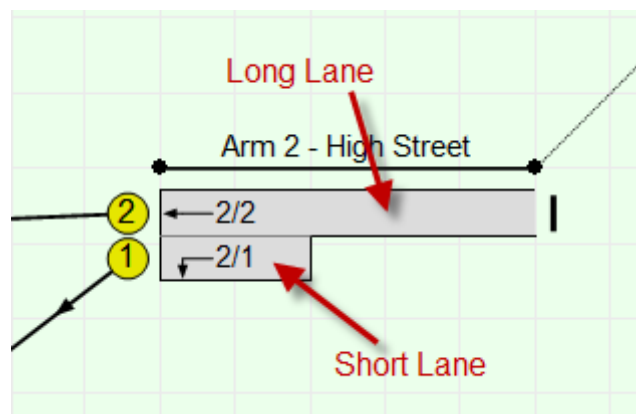 Long Lane
Arm 2 - High Street
2
2/2
1
2/1
Short Lane